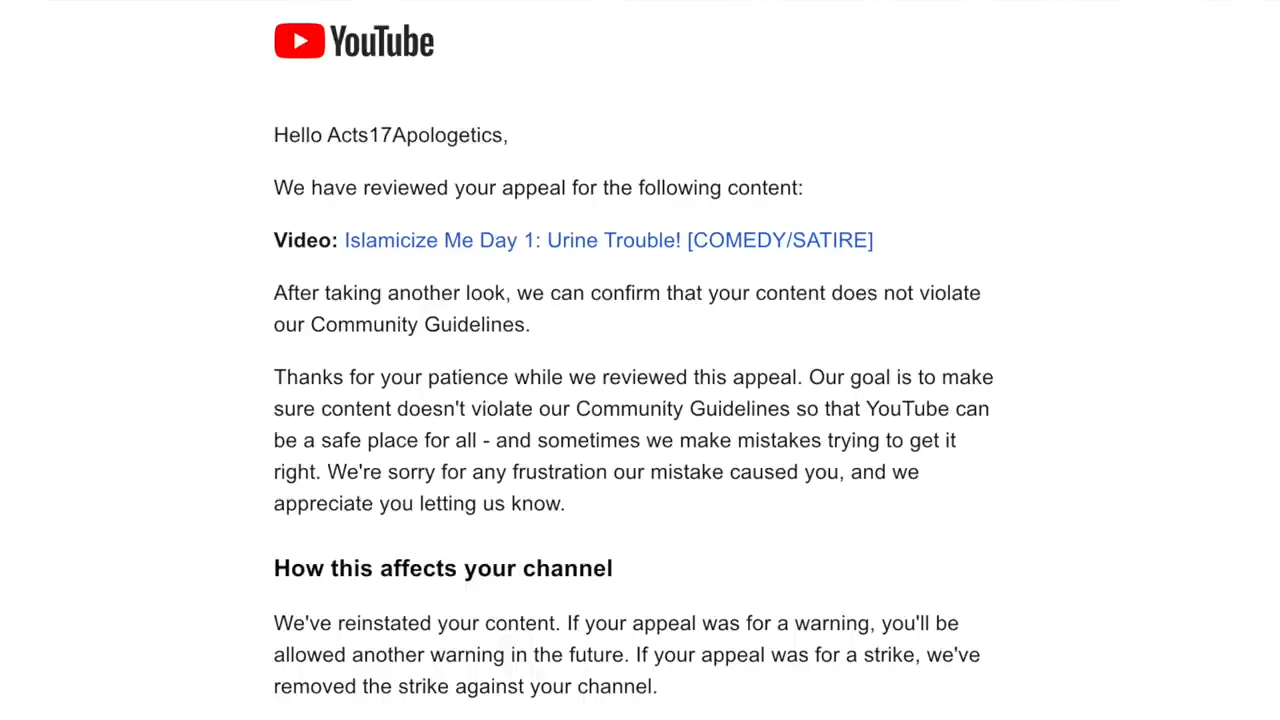 YouTube
Hello Acts17Apologetics,
We have reviewed your appeal for the following content:
Video: Islamicize Me Day 1: Urine Trouble! [COMEDY/SATIRE]
After taking another look, we can confirm that your content does not violate
our Community Guidelines.
Thanks for your patience while we reviewed this appeal. Our goal is to make
sure content doesn't violate our Community Guidelines so that YouTube can
be a safe place for all - and sometimes we make mistakes trying to get it
right. We're sorry for any frustration our mistake caused you, and we
appreciate you letting us know.
How this affects your channel
We've reinstated your content. If your appeal was for a warning, you'll be
allowed another warning in the future. If your appeal was for a strike, we've
removed the strike against your channel.